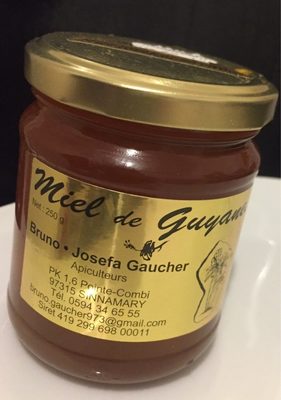 Miel de Guyane
Net : 250 g
Bruno • Josefa Gaucher
Apiculteurs
PK 1,6 Pointe-Combi
97315 SINNAMARY
Tél. 0594 34 65 55
bruno.gaucher973@gmail.com
Siret 419 299 698 00011